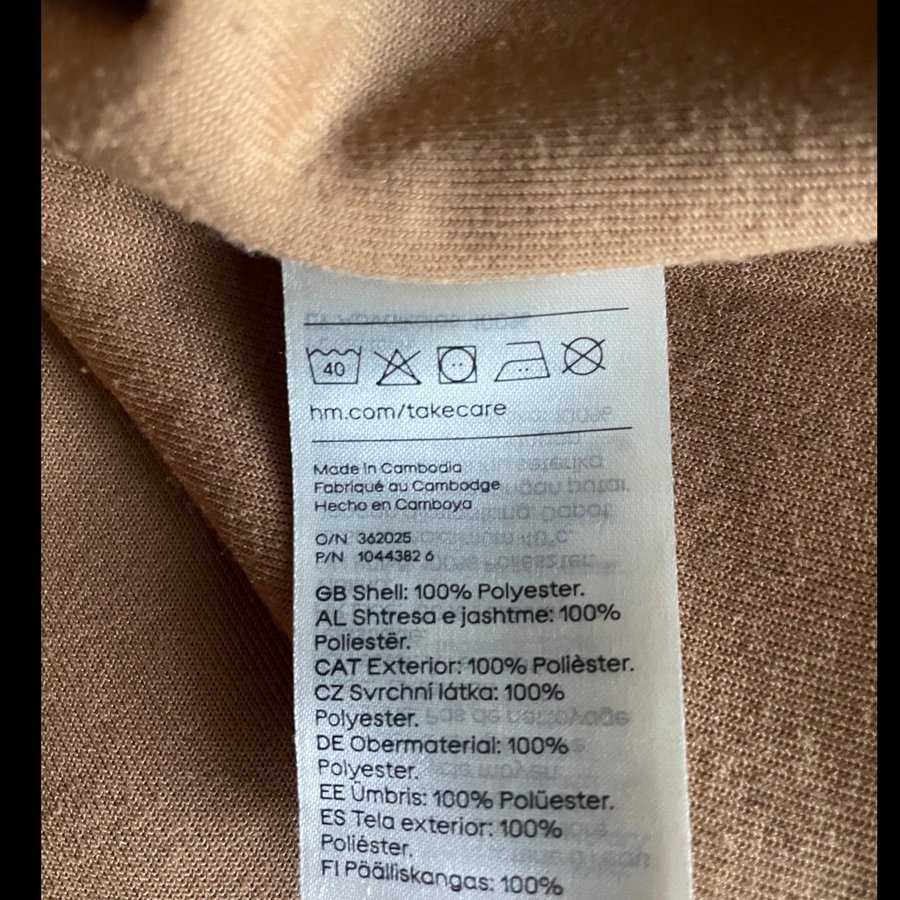 40
hm.com/takecare
Made in Cambodia
Fabriqué au Cambodge
Hecho en Camboya
O/N 362025
P/N 1044382 6
GB Shell: 100% Polyester.
AL Shtresa e jashtme: 100%
Poliestër.
CAT Exterior: 100% Polièster.
CZ Svrchní látka: 100%
Polyester.
DE Obermaterial: 100%
Polyester.
EE Ümbris: 100% Polüester.
ES Tela exterior: 100%
Poliéster.
FI Päälliskangas: 100%